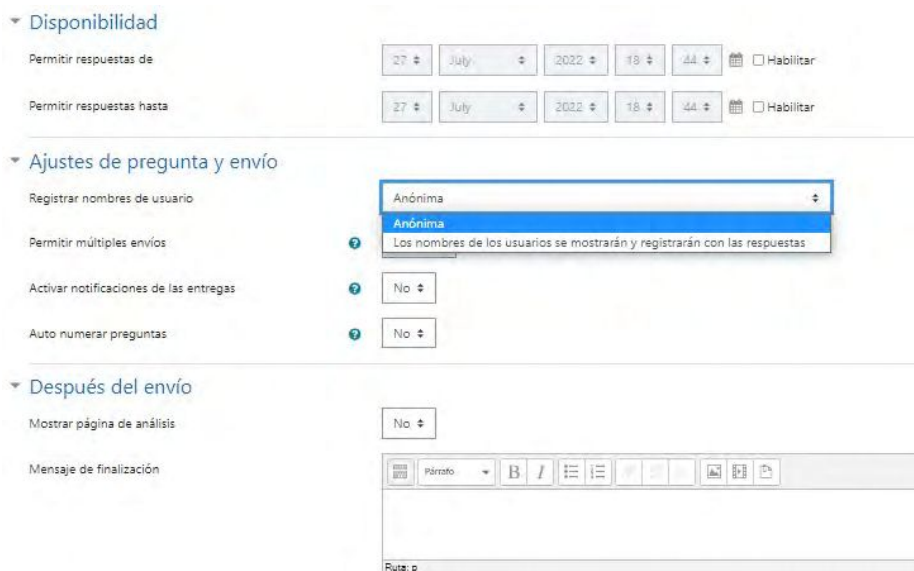 Disponibilidad
Permitir respuestas de 27 July 2022 18 44 Habilitar
Permitir respuestas hasta 27 July 2022 18 44 Habilitar
Ajustes de pregunta y envío
Registrar nombres de usuario Anónima
Anónima
Los nombres de los usuarios se mostrarán y registrarán con las respuestas
Permitir múltiples envíos
Activar notificaciones de las entregas No
Auto numerar preguntas No
Después del envío
Mostrar página de análisis No
Mensaje de finalización Párrafo B I
Ruta: p